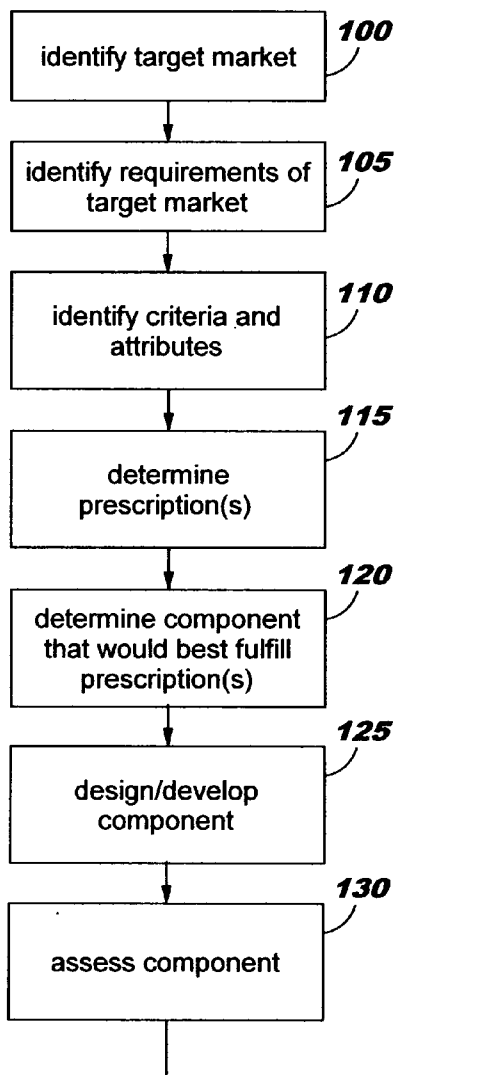 100
identify target market
105
identify requirements of
target market
110
identify criteria and
attributes
115
determine
prescription(s)
120
determine component
that would best fulfill
prescription(s)
125
design/develop
component
130
assess component